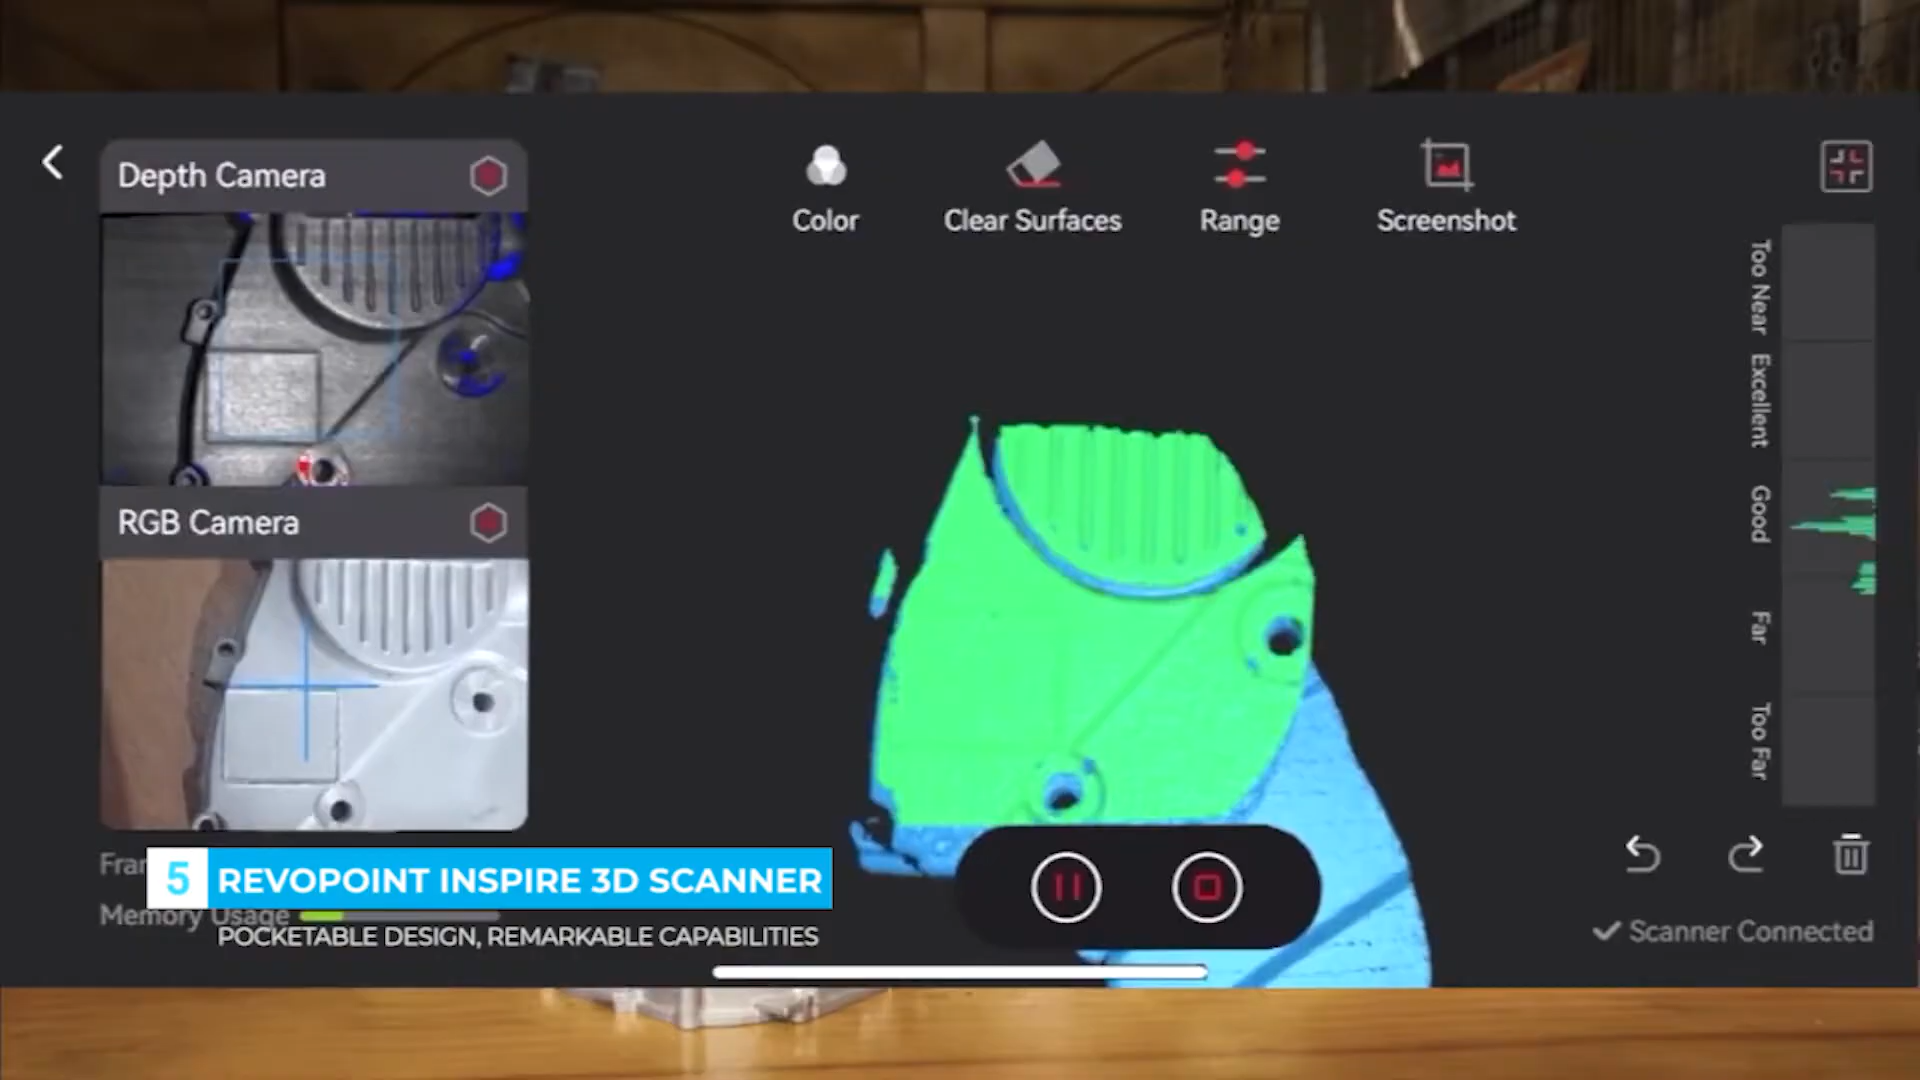 Depth Camera
Color
Clear Surfaces
Range
Screenshot
Too Near
Excellent
Good
Far
Too Far
RGB Camera
5 REVOPOINT INSPIRE 3D SCANNER
Memory Usage
POCKETABLE DESIGN, REMARKABLE CAPABILITIES
Scanner Connected